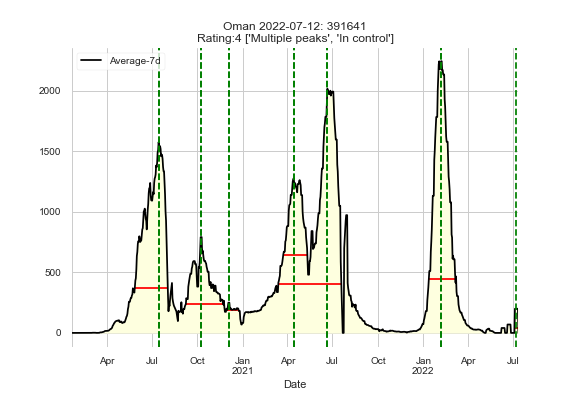 Oman 2022-07-12: 391641
Rating:4 ['Multiple peaks', 'In control']
Average-7d
2000
1500
1000
500
0
Apr Jul Oct Jan Apr Jul Oct Jan Apr Jul
2021 2022
Date